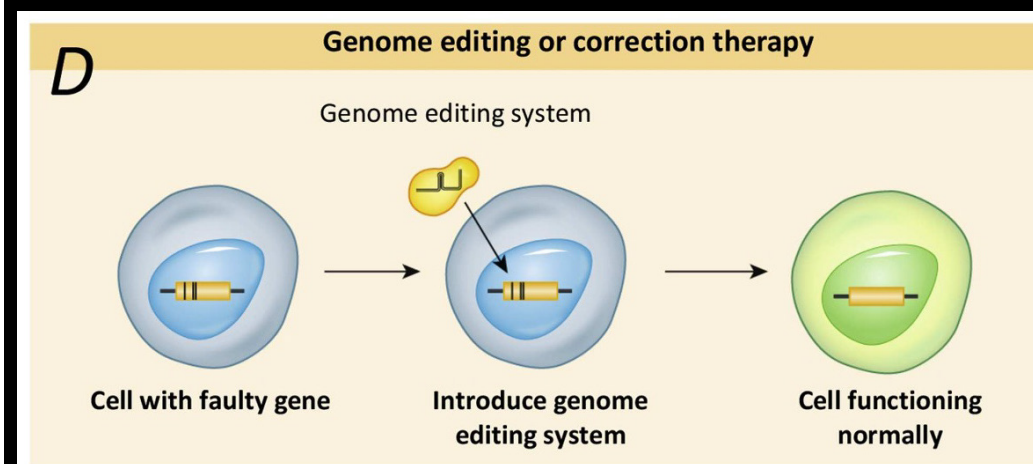 D
Genome editing or correction therapy
Genome editing system
Cell with faulty gene
Introduce genome
editing system
Cell functioning
normally